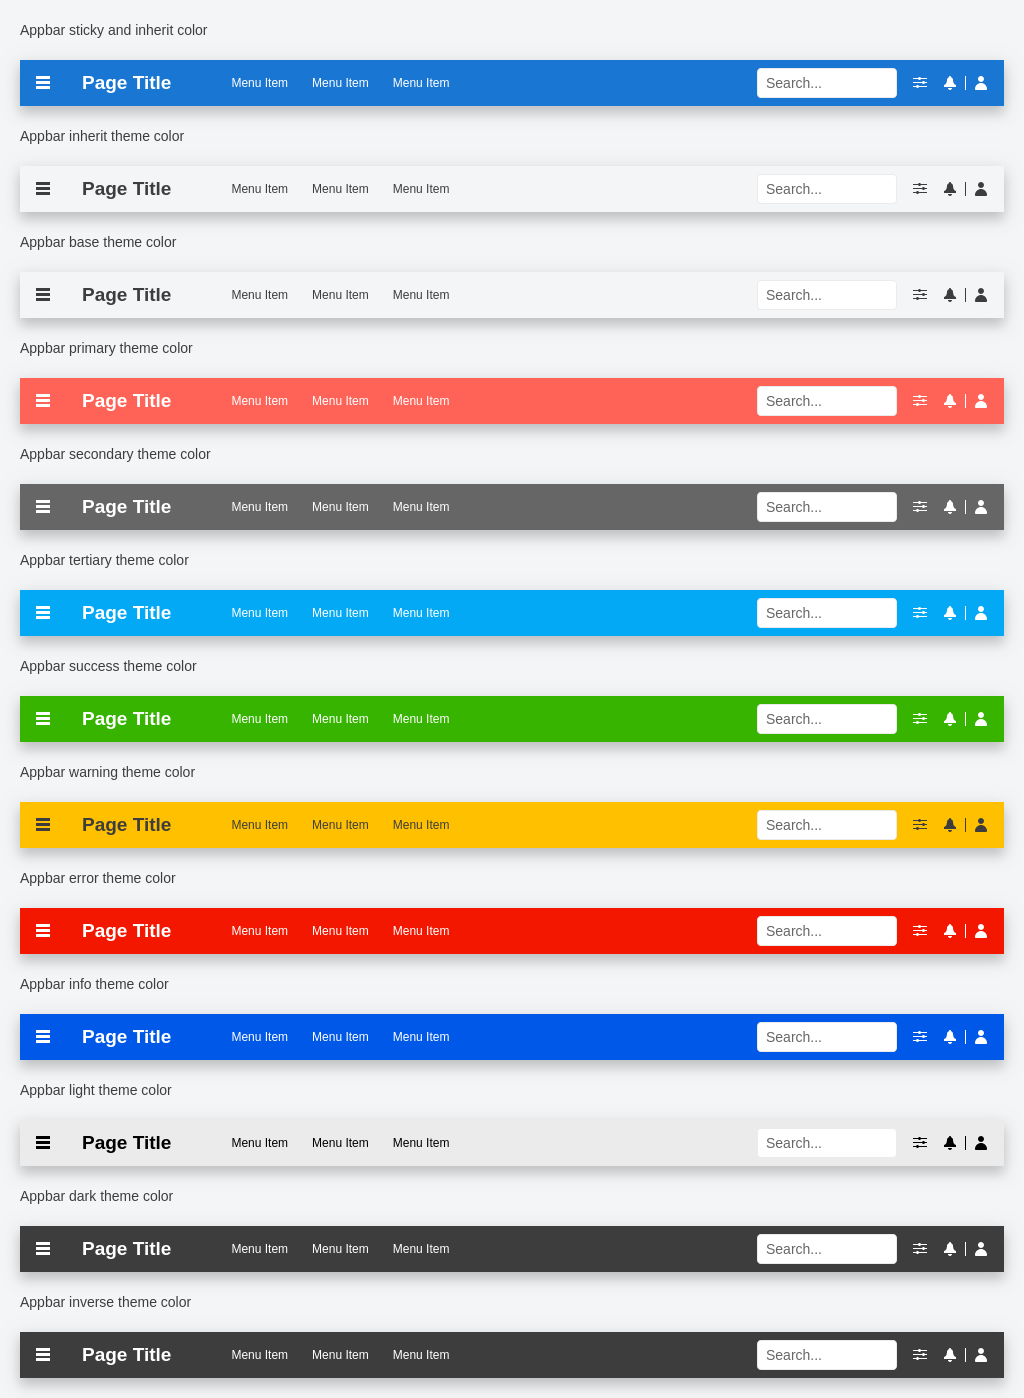 Appbar sticky and inherit color
Page Title Menu Item Menu Item Menu Item Search...
Appbar inherit theme color
Page Title Menu Item Menu Item Menu Item Search...
Appbar base theme color
Page Title Menu Item Menu Item Menu Item Search...
Appbar primary theme color
Page Title Menu Item Menu Item Menu Item Search...
Appbar secondary theme color
Page Title Menu Item Menu Item Menu Item Search...
Appbar tertiary theme color
Page Title Menu Item Menu Item Menu Item Search...
Appbar success theme color
Page Title Menu Item Menu Item Menu Item Search...
Appbar warning theme color
Page Title Menu Item Menu Item Menu Item Search...
Appbar error theme color
Page Title Menu Item Menu Item Menu Item Search...
Appbar info theme color
Page Title Menu Item Menu Item Menu Item Search...
Appbar light theme color
Page Title Menu Item Menu Item Menu Item Search...
Appbar dark theme color
Page Title Menu Item Menu Item Menu Item Search...
Appbar inverse theme color
Page Title Menu Item Menu Item Menu Item Search...